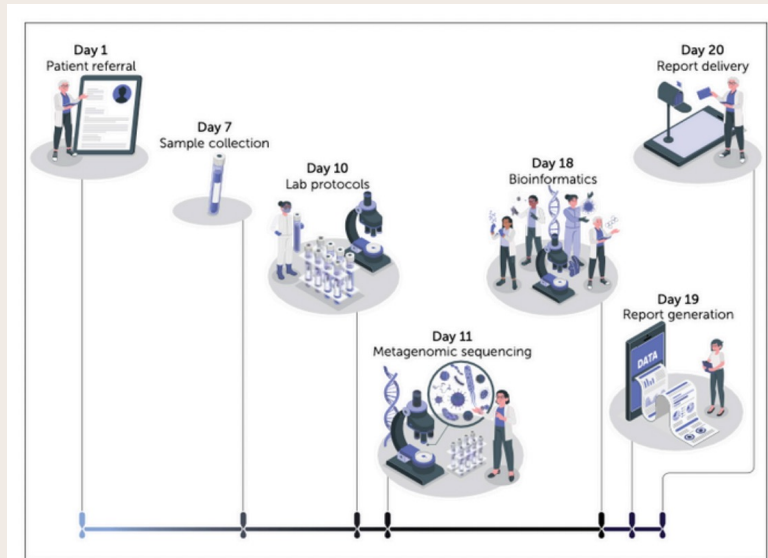 Day 1
Patient referral
Day 7
Sample collection
Day 10
Lab protocols
Day 11
Metagenomic sequencing
Day 18
Bioinformatics
Day 19
Report generation
DATA
Day 20
Report delivery